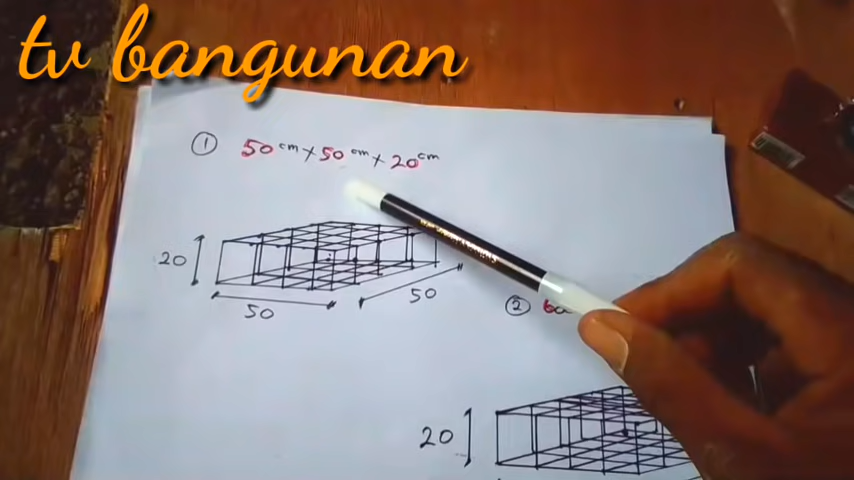 tv bangunan
① 50 cm x 50 cm x 20 cm
20
50
50
②
20